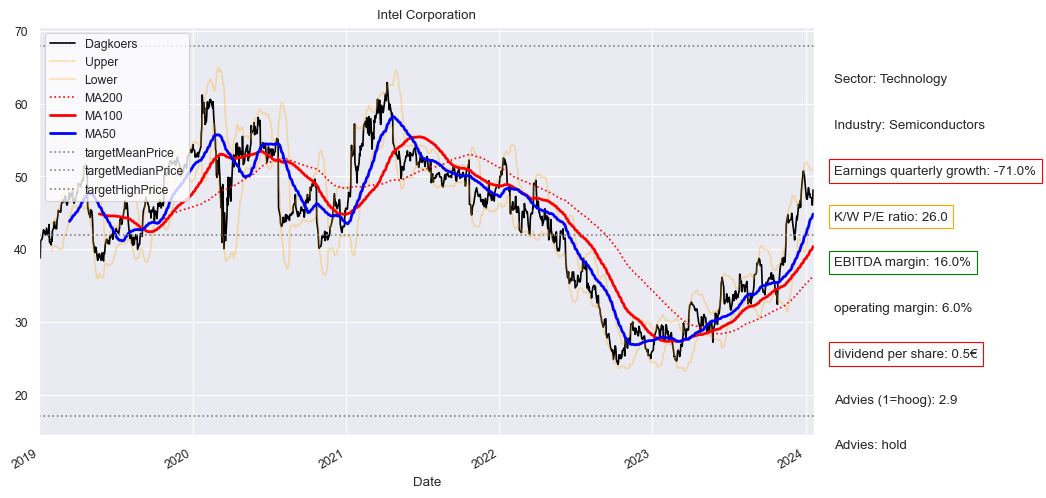 Intel Corporation
70
60
50
40
30
20
Dagkoers
Upper
Lower
MA200
MA100
MA50
targetMeanPrice
targetMedianPrice
targetHighPrice
2019
2020
2021
2022
2023
2024
Date
Sector: Technology
Industry: Semiconductors
Earnings quarterly growth: -71.0%
K/W P/E ratio: 26.0
EBITDA margin: 16.0%
operating margin: 6.0%
dividend per share: 0.5€
Advies (1=hoog): 2.9
Advies: hold